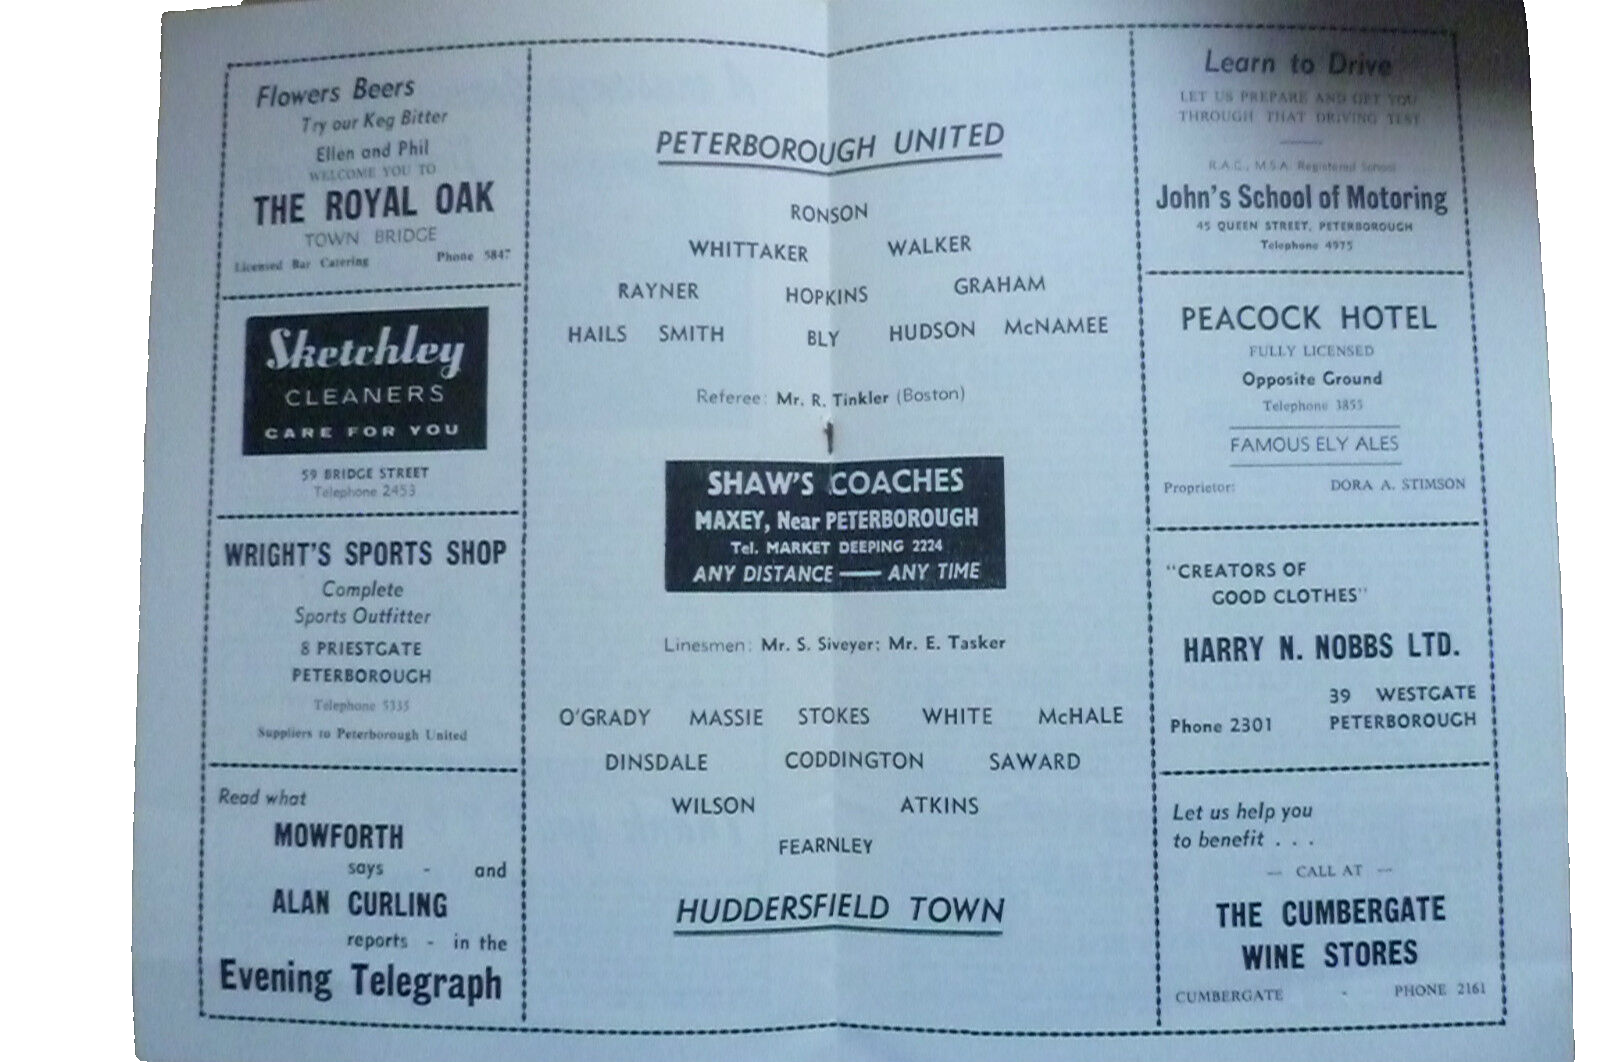 Flowers Beers
Try our Keg Bitter
Ellen and Phil
WELCOME YOU TO
THE ROYAL OAK
TOWN BRIDGE
Licensed Bar Catering Phone 5847
Sketchley
CLEANERS
CARE FOR YOU
59 BRIDGE STREET
Telephone 2453
WRIGHT'S SPORTS SHOP
Complete
Sports Outfitter
8 PRIESTGATE
PETERBOROUGH
Telephone 5335
Suppliers to Peterborough United
Read what
MOWFORTH
says - and
ALAN CURLING
reports - in the
Evening Telegraph
PETERBOROUGH UNITED
RONSON
WHITTAKER WALKER
RAYNER HOPKINS GRAHAM
HAILS SMITH BLY HUDSON McNAMEE
Referee: Mr. R. Tinkler (Boston)
SHAW'S COACHES
MAXEY, Near PETERBOROUGH
Tel. MARKET DEEPING 2224
ANY DISTANCE — ANY TIME
Linesmen: Mr. S. Siveyer; Mr. E. Tasker
O'GRADY MASSIE STOKES WHITE McHALE
DINSDALE CODDINGTON SAWARD
WILSON ATKINS
FEARNLEY
HUDDERSFIELD TOWN
Learn to Drive
LET US PREPARE AND GET YOU
THROUGH THAT DRIVING TEST
R.A.C., M.S.A. Registered School
John's School of Motoring
45 QUEEN STREET, PETERBOROUGH
Telephone 4975
PEACOCK HOTEL
FULLY LICENSED
Opposite Ground
Telephone 3855
FAMOUS ELY ALES
Proprietor: DORA A. STIMSON
"CREATORS OF
GOOD CLOTHES"
HARRY N. NOBBS LTD.
39 WESTGATE
Phone 2301 PETERBOROUGH
Let us help you
to benefit . . .
— CALL AT —
THE CUMBERGATE
WINE STORES
CUMBERGATE - PHONE 2161